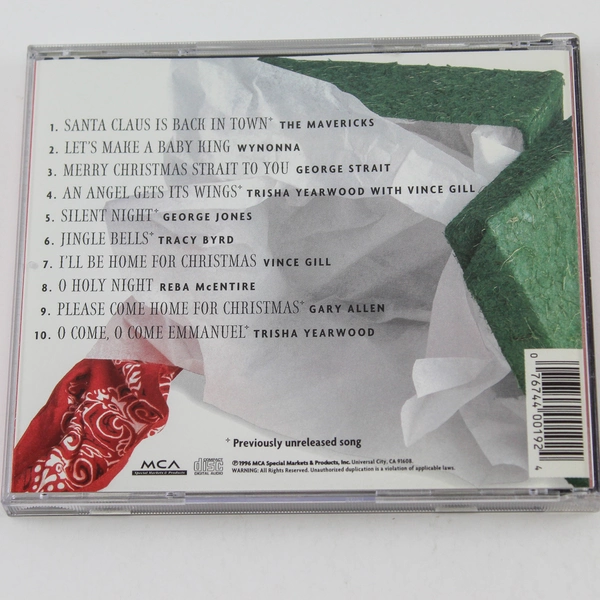 1. SANTA CLAUS IS BACK IN TOWN* THE MAVERICKS
2. LET'S MAKE A BABY KING WYNONNA
3. MERRY CHRISTMAS STRAIT TO YOU GEORGE STRAIT
4. AN ANGEL GETS ITS WINGS* TRISHA YEARWOOD WITH VINCE GILL
5. SILENT NIGHT* GEORGE JONES
6. JINGLE BELLS* TRACY BYRD
7. I'LL BE HOME FOR CHRISTMAS VINCE GILL
8. O HOLY NIGHT REBA McENTIRE
9. PLEASE COME HOME FOR CHRISTMAS* GARY ALLEN
10. O COME, O COME EMMANUEL* TRISHA YEARWOOD
* Previously unreleased song
MCA
Special Markets & Products
COMPACT
disc
DIGITAL AUDIO
℗1996 MCA Special Markets & Products, Inc. Universal City, CA 91608.
WARNING: All Rights Reserved. Unauthorized duplication is a violation of applicable laws.
0 76744 00192 4